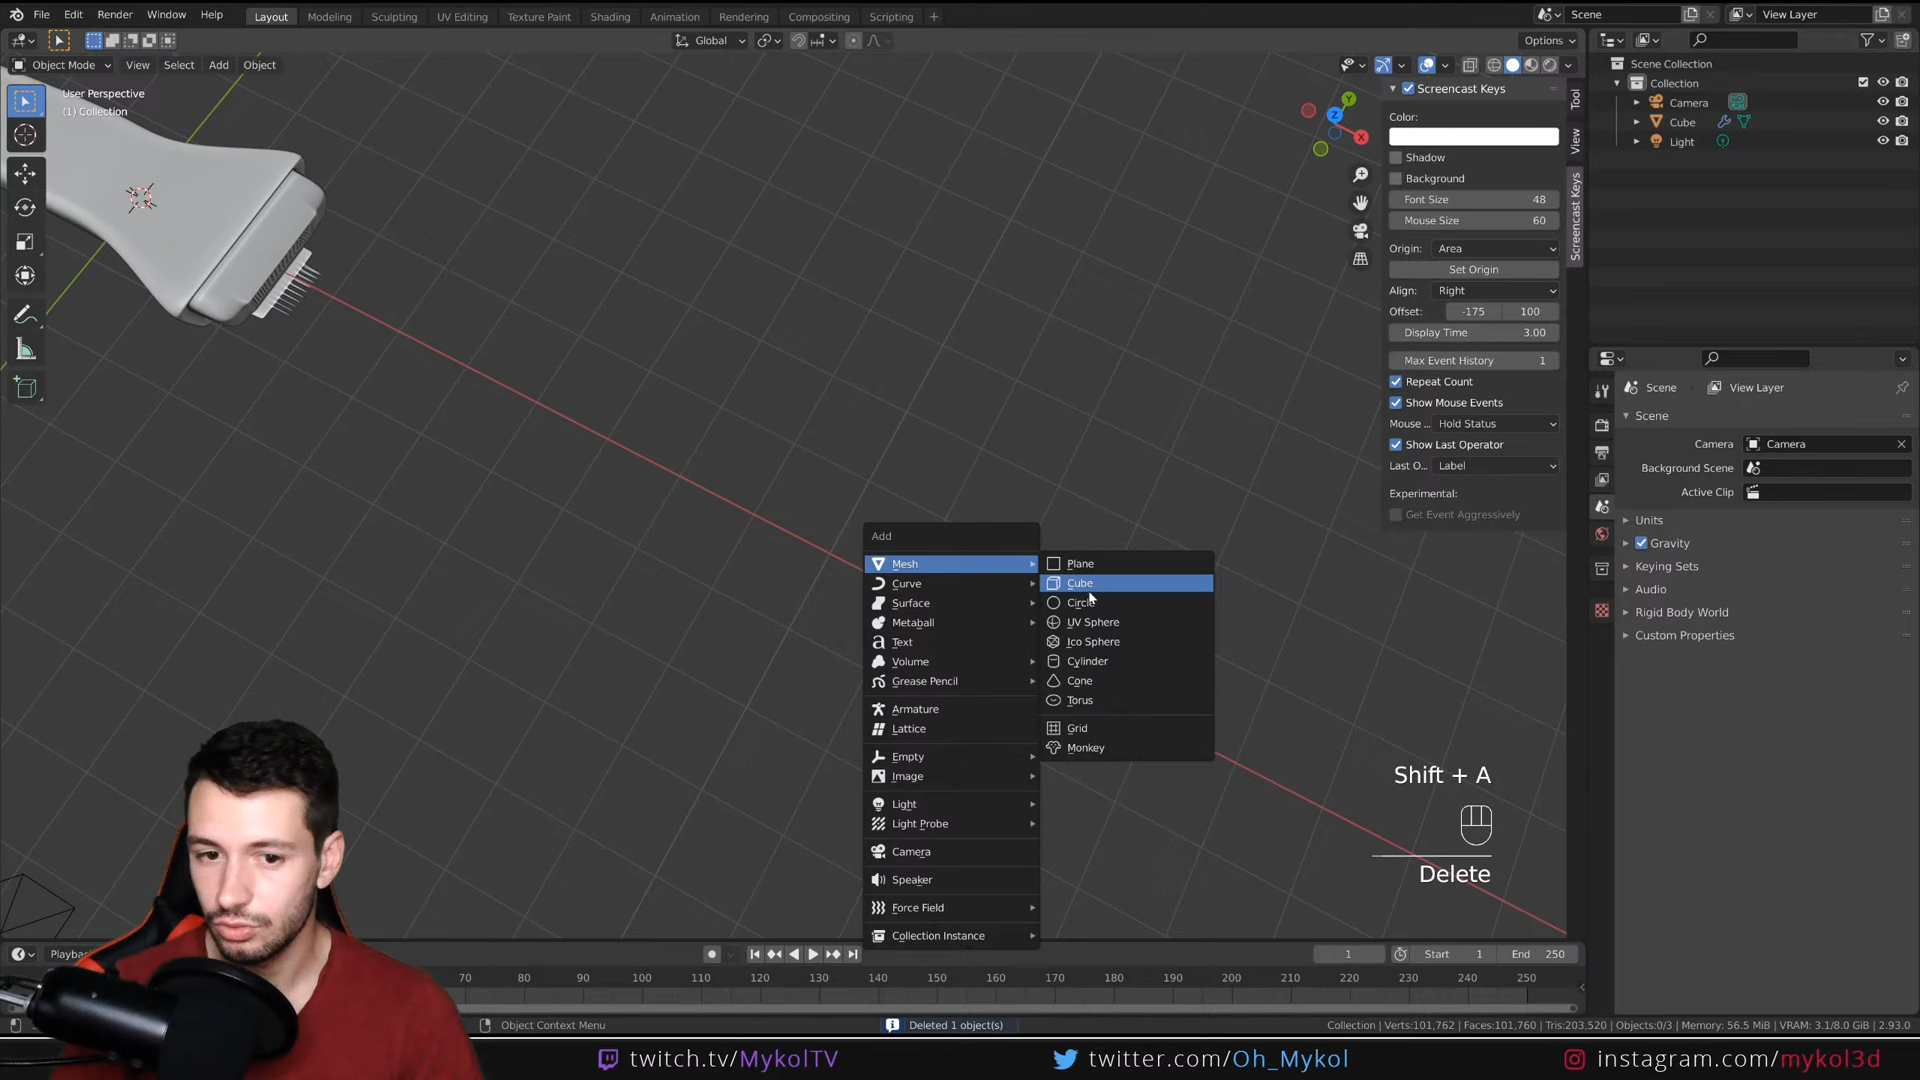 File Edit Render Window Help Layout Modeling Sculpting UV Editing Texture Paint Shading Animation Rendering Compositing Scripting + Scene View Layer
Global Options
Object Mode View Select Add Object
User Perspective
(1) Collection
Y
Z
X
Screencast Keys
Color:
Shadow
Background
Font Size 48
Mouse Size 60
Origin: Area
Set Origin
Align: Right
Offset: -175 100
Display Time 3.00
Max Event History 1
Repeat Count
Show Mouse Events
Mouse ... Hold Status
Show Last Operator
Last O... Label
Experimental:
Get Event Aggressively
Tool
View
Screencast Keys
Scene Collection
Collection
Camera
Cube
Light
Scene View Layer
Scene
Camera Camera
Background Scene
Active Clip
Units
Gravity
Keying Sets
Audio
Rigid Body World
Custom Properties
Add
Mesh
Curve
Surface
Metaball
Text
Volume
Grease Pencil
Armature
Lattice
Empty
Image
Light
Light Probe
Camera
Speaker
Force Field
Collection Instance
Plane
Cube
Circle
UV Sphere
Ico Sphere
Cylinder
Cone
Torus
Grid
Monkey
Shift + A
Delete
Playback 1 Start 1 End 250
70 80 90 100 110 120 130 140 150 160 170 180 190 200 210 220 230 240 250
Object Context Menu Deleted 1 object(s) Collection | Verts:101,762 | Faces:101,760 | Tris:203,520 | Objects:0/3 | Memory: 56.5 MiB | VRAM: 3.1/8.0 GiB | 2.93.0
twitch.tv/MykolTV twitter.com/Oh_Mykol instagram.com/mykol3d